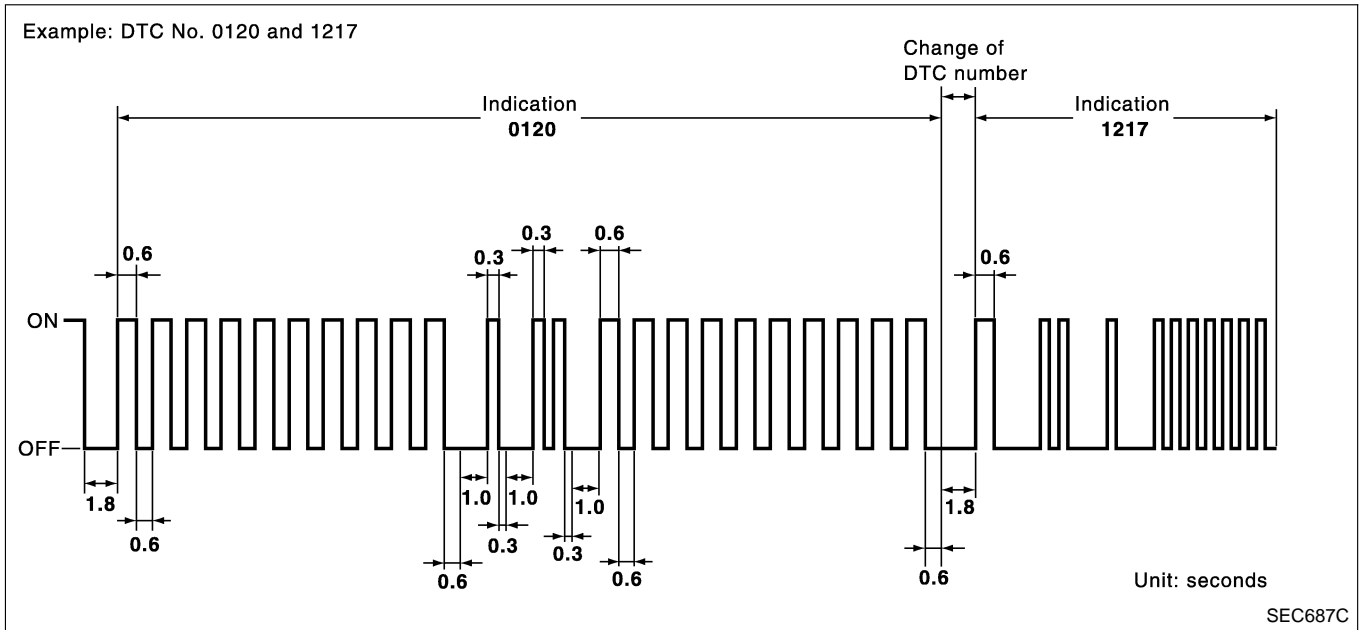 Example: DTC No. 0120 and 1217
Change of
DTC number
Indication
0120
Indication
1217
0.6
0.3
0.3
0.6
0.6
ON
OFF
1.8
0.6
0.6
1.0
0.3
1.0
0.3
1.0
0.6
0.6
1.8
Unit: seconds
SEC687C